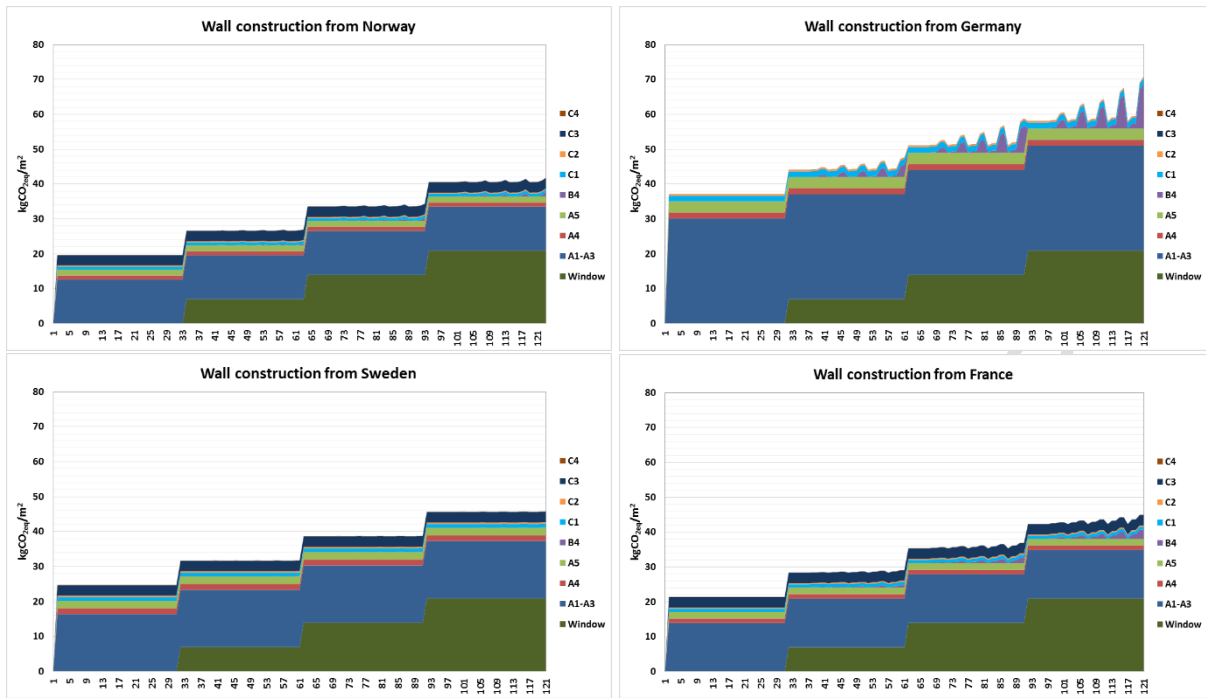 Wall construction from Norway
80
70
60
50
40
30
20
10
0
kgCO2eq/m²
1 5 9 13 17 21 25 29 33 37 41 45 49 53 57 61 65 69 73 77 81 85 89 93 97 101 105 109 113 117 121
C4
C3
C2
C1
B4
A5
A4
A1-A3
Window
Wall construction from Germany
80
70
60
50
40
30
20
10
0
kgCO2eq/m²
1 5 9 13 17 21 25 29 33 37 41 45 49 53 57 61 65 69 73 77 81 85 89 93 97 101 105 109 113 117 121
C4
C3
C2
C1
B4
A5
A4
A1-A3
Window
Wall construction from Sweden
80
70
60
50
40
30
20
10
0
kgCO2eq/m²
1 5 9 13 17 21 25 29 33 37 41 45 49 53 57 61 65 69 73 77 81 85 89 93 97 101 105 109 113 117 121
C4
C3
C2
C1
B4
A5
A4
A1-A3
Window
Wall construction from France
80
70
60
50
40
30
20
10
0
kgCO2eq/m²
1 5 9 13 17 21 25 29 33 37 41 45 49 53 57 61 65 69 73 77 81 85 89 93 97 101 105 109 113 117 121
C4
C3
C2
C1
B4
A5
A4
A1-A3
Window